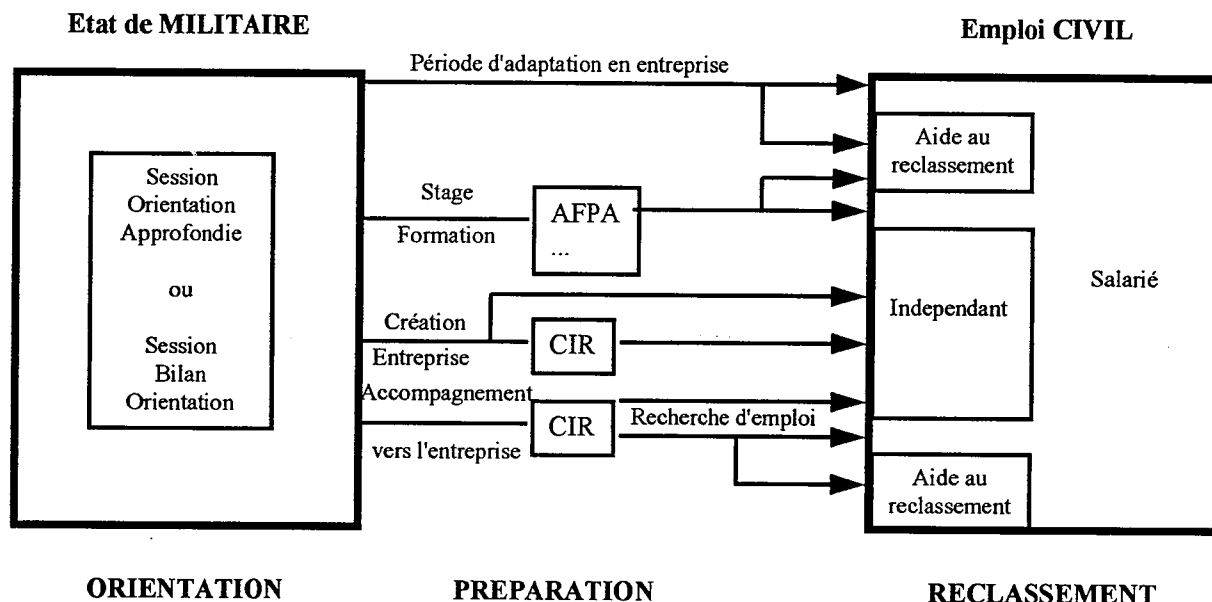 Etat de MILITAIRE
Emploi CIVIL
Période d'adaptation en entreprise
Session
Orientation
Approfondie
ou
Session
Bilan
Orientation
Stage
Formation
AFPA
...
Création
Entreprise
CIR
Accompagnement
vers l'entreprise
CIR
Recherche d'emploi
Aide au
reclassement
Independant
Salarié
Aide au
reclassement
ORIENTATION
PREPARATION
RECLASSEMENT